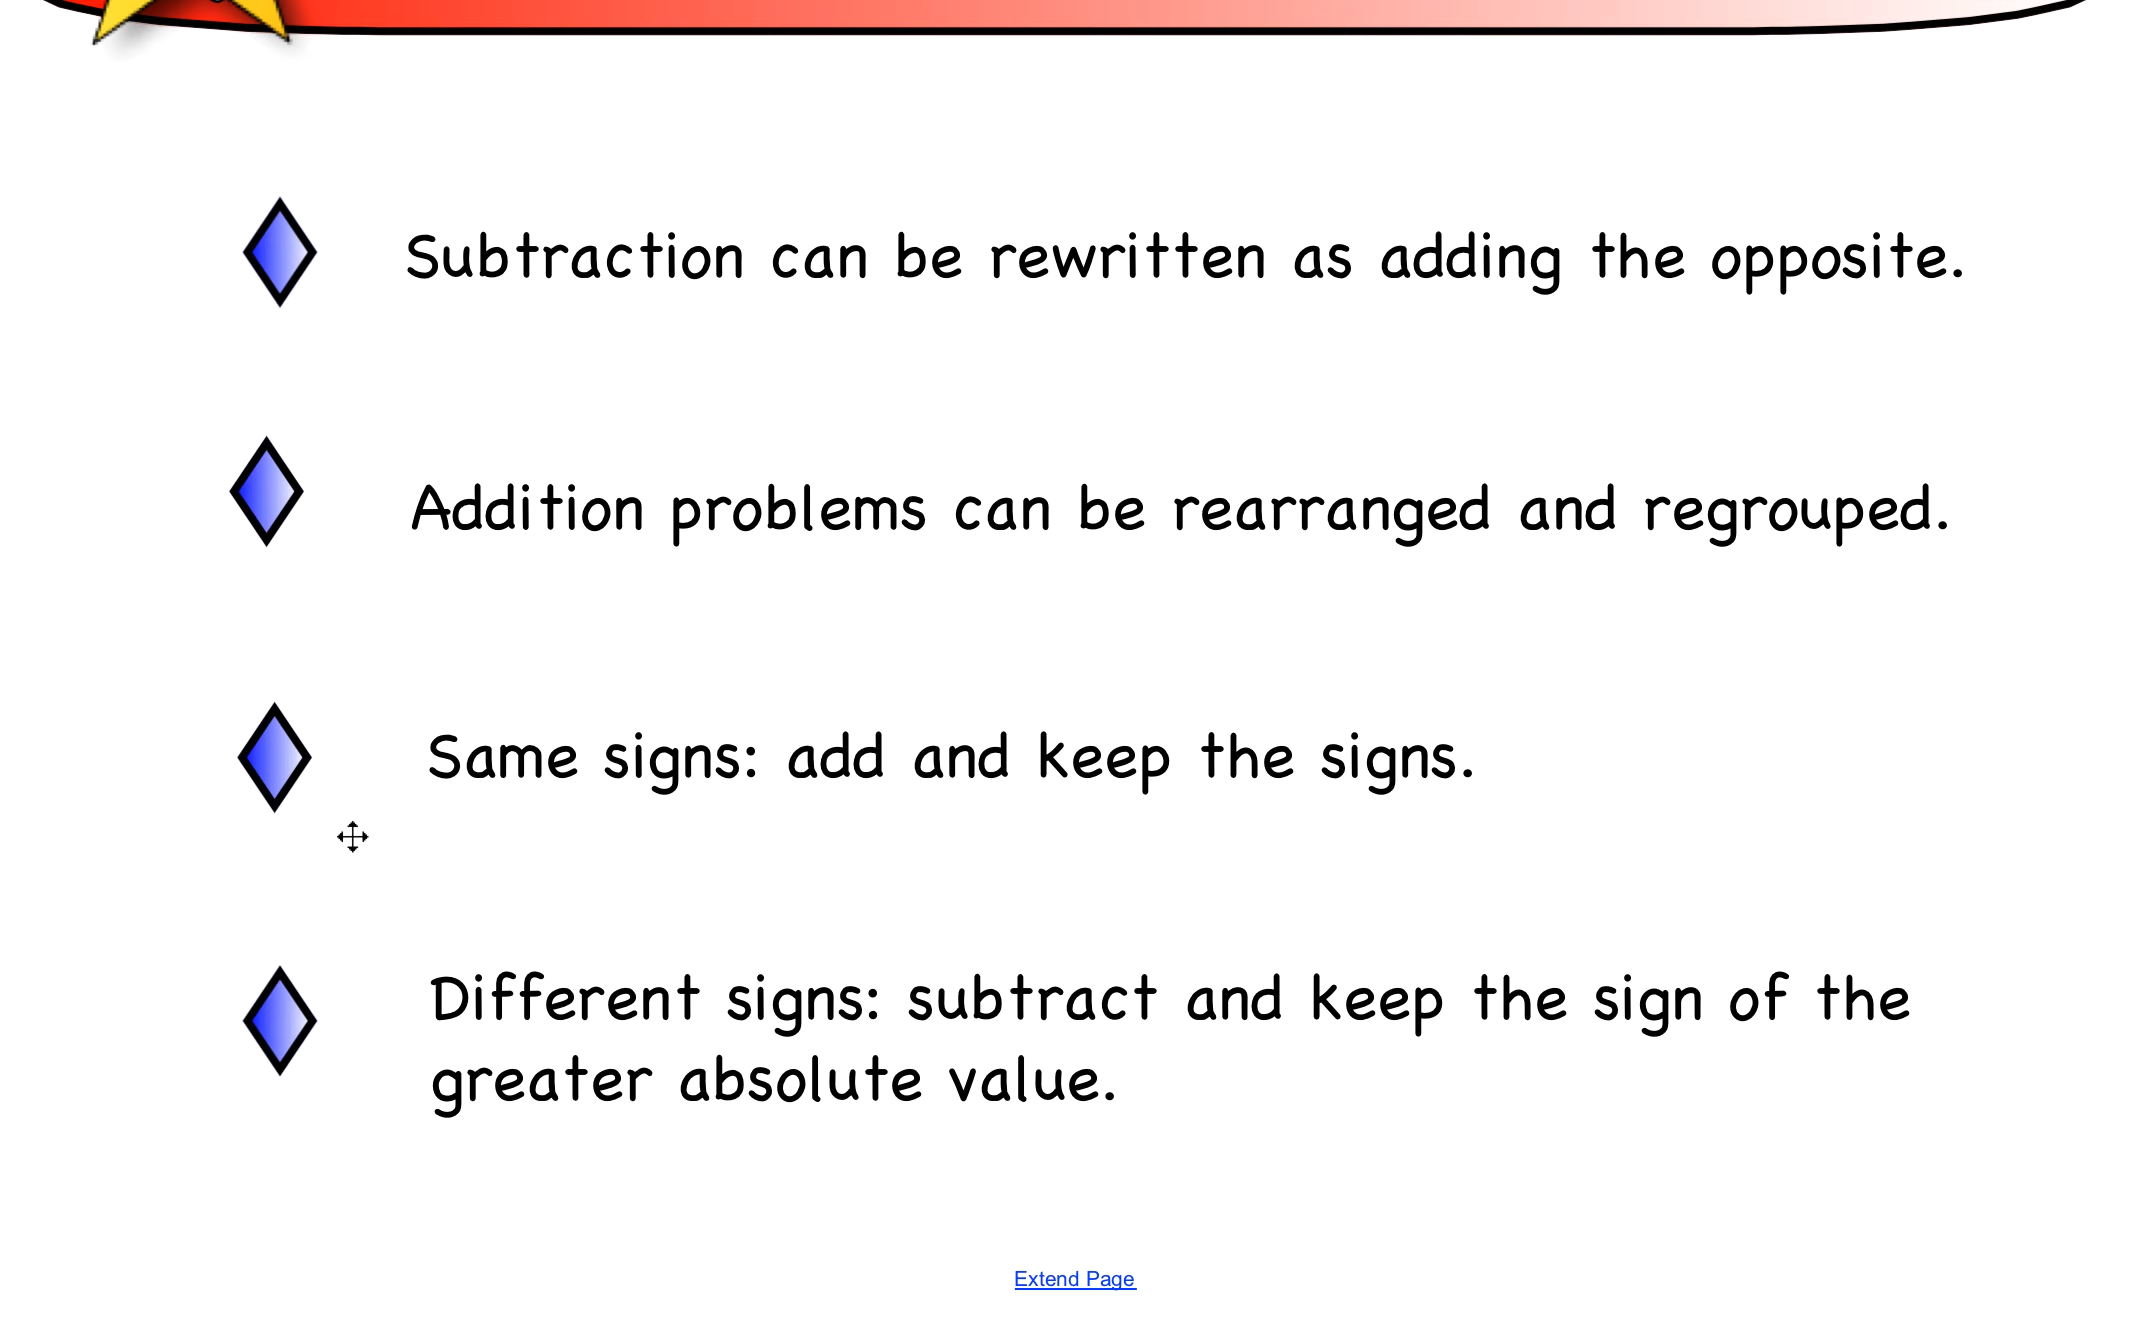 Subtraction can be rewritten as adding the opposite.
Addition problems can be rearranged and regrouped.
Same signs: add and keep the signs.
Different signs: subtract and keep the sign of the
greater absolute value.
Extend Page